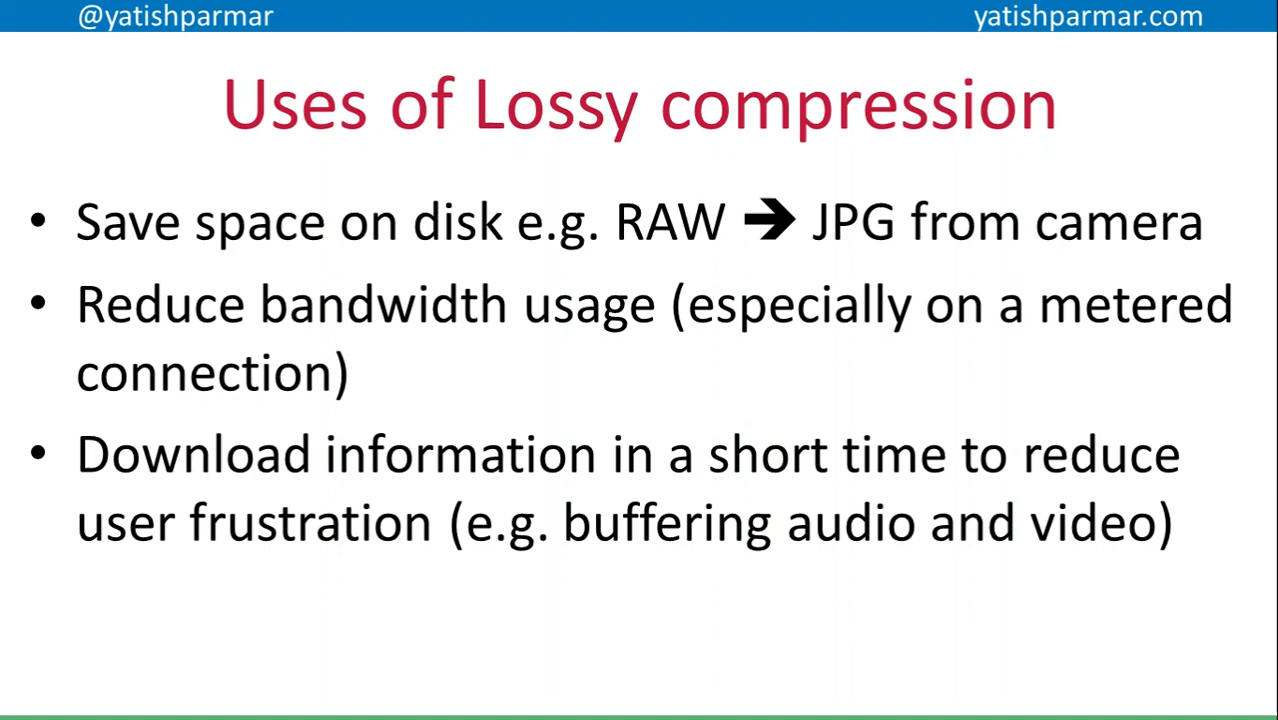 @yatishparmar
yatishparmar.com
Uses of Lossy compression
• Save space on disk e.g. RAW ➔ JPG from camera
• Reduce bandwidth usage (especially on a metered
connection)
• Download information in a short time to reduce
user frustration (e.g. buffering audio and video)